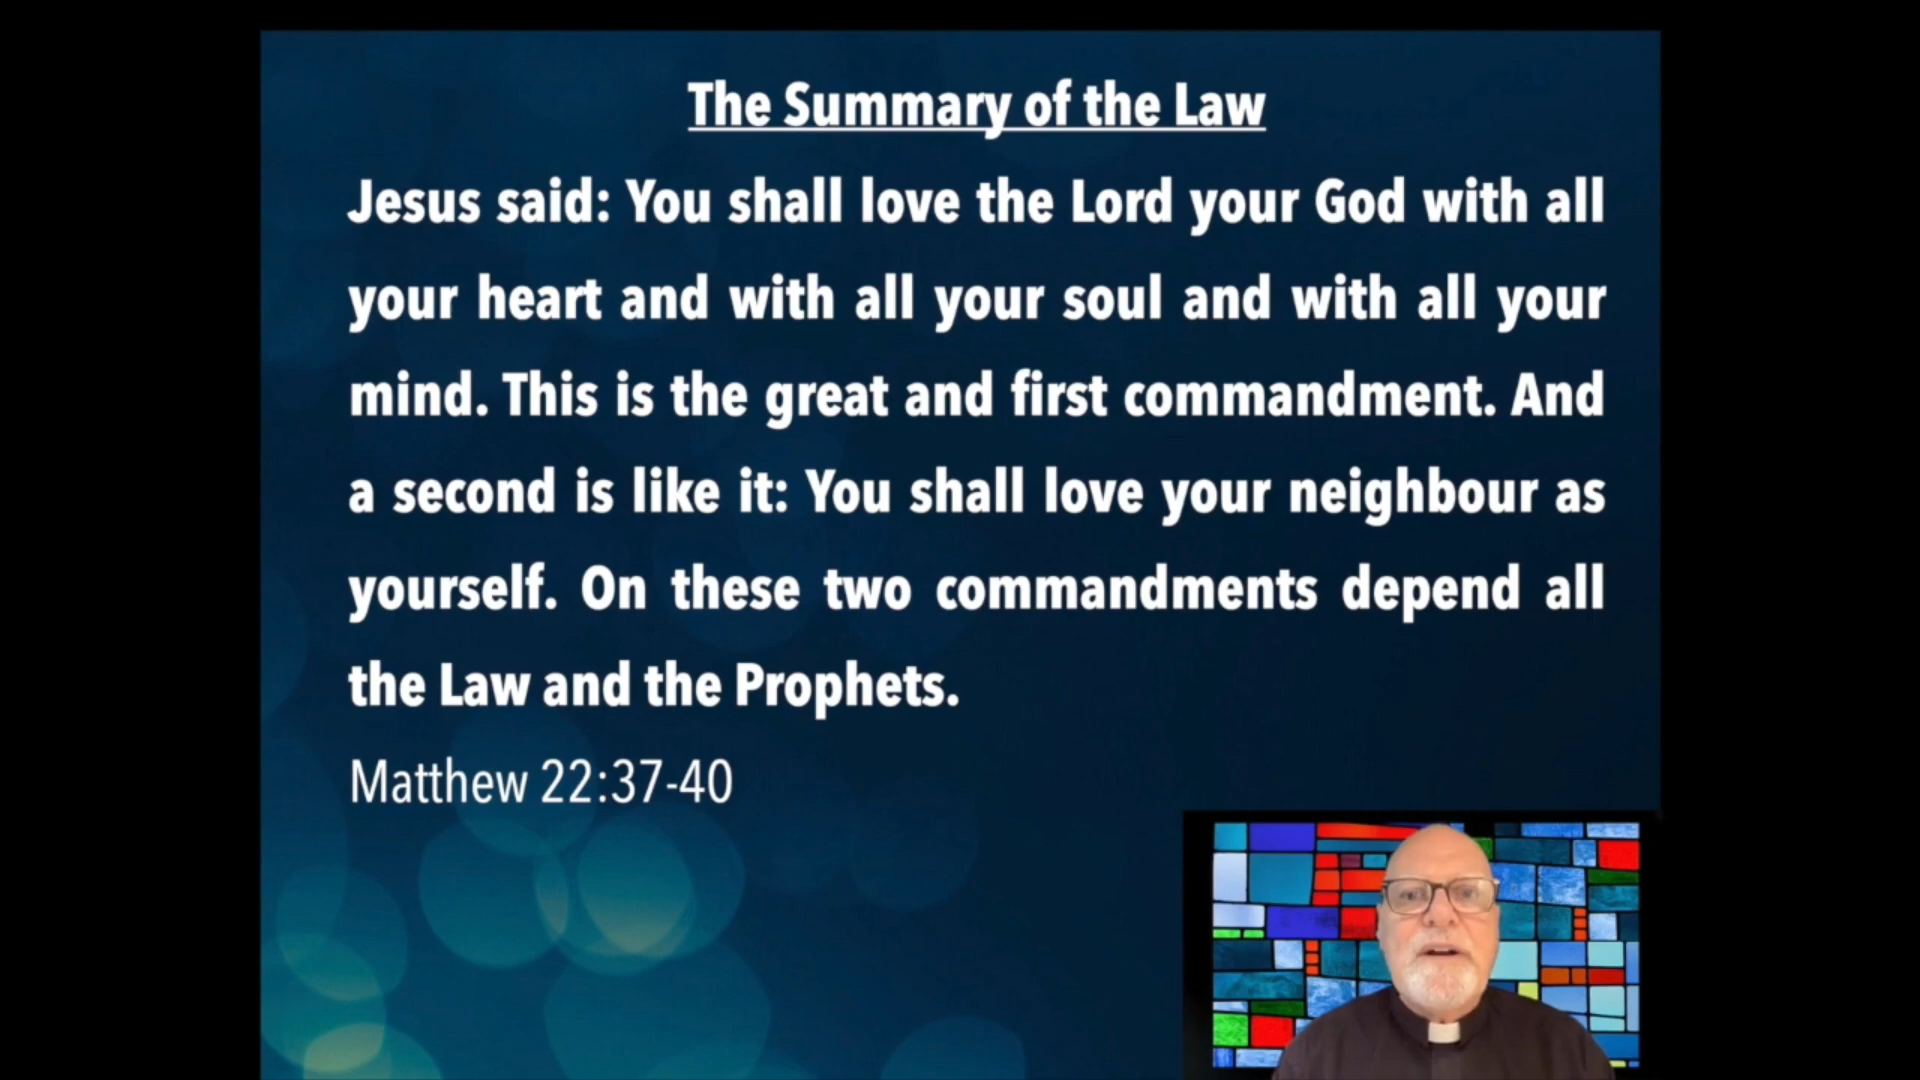 The Summary of the Law
Jesus said: You shall love the Lord your God with all
your heart and with all your soul and with all your
mind. This is the great and first commandment. And
a second is like it: You shall love your neighbour as
yourself. On these two commandments depend all
the Law and the Prophets.
Matthew 22:37-40